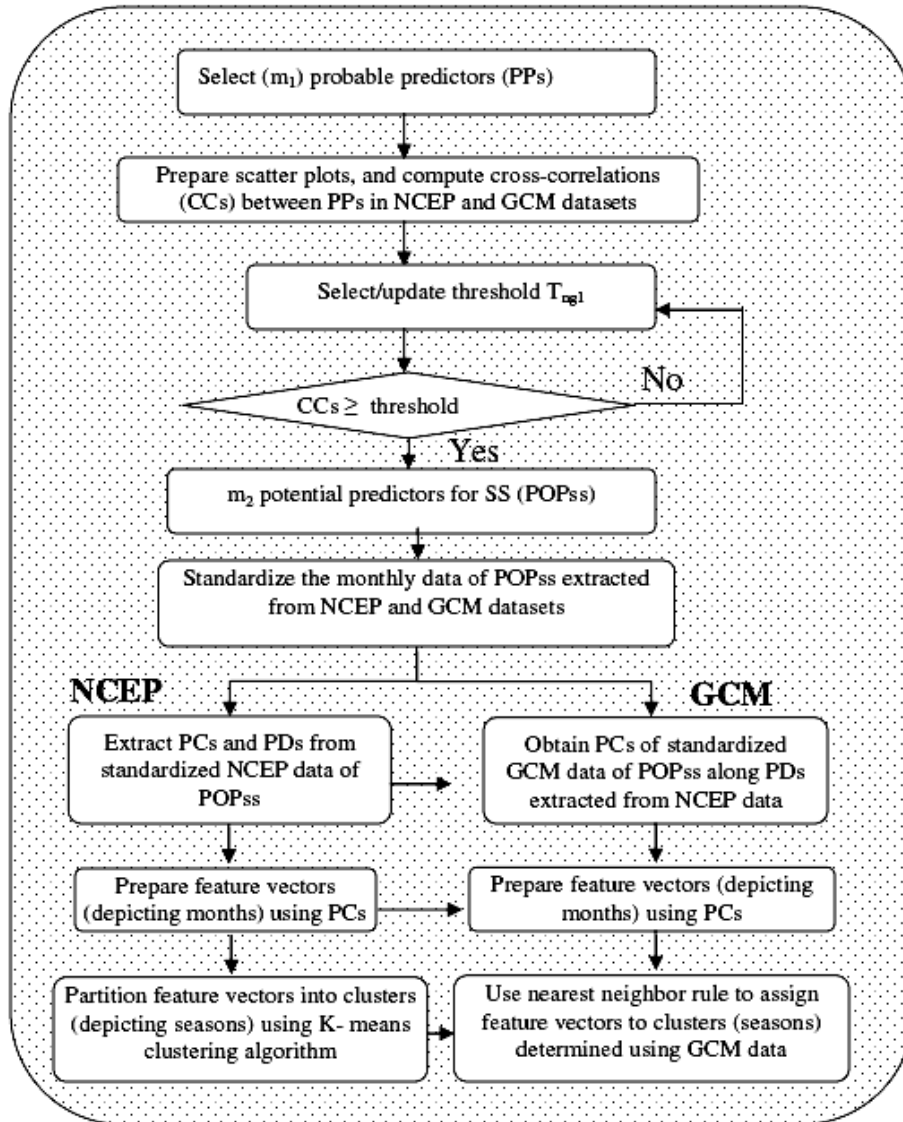 Select (m₁) probable predictors (PPs)
Prepare scatter plots, and compute cross-correlations
(CCs) between PPs in NCEP and GCM datasets
Select/update threshold Tₙg₁
CCs ≥ threshold
No
Yes
m₂ potential predictors for SS (POPss)
Standardize the monthly data of POPss extracted
from NCEP and GCM datasets
NCEP
GCM
Extract PCs and PDs from
standardized NCEP data of
POPss
Obtain PCs of standardized
GCM data of POPss along PDs
extracted from NCEP data
Prepare feature vectors
(depicting months) using PCs
Prepare feature vectors (depicting
months) using PCs
Partition feature vectors into clusters
(depicting seasons) using K- means
clustering algorithm
Use nearest neighbor rule to assign
feature vectors to clusters (seasons)
determined using GCM data